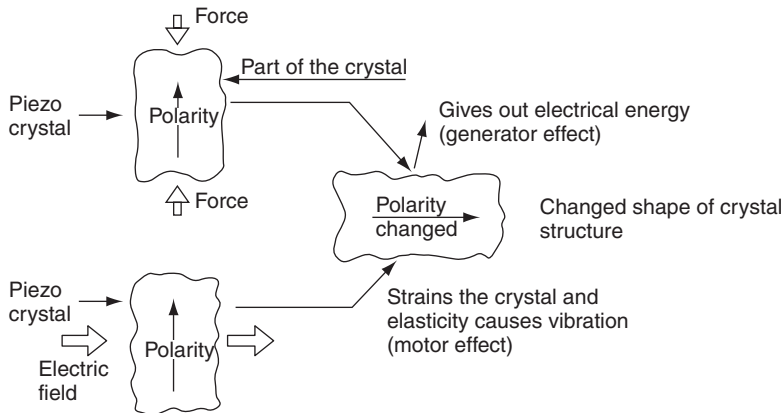 Force
Part of the crystal
Piezo
crystal
Polarity
Gives out electrical energy
(generator effect)
Force
Polarity
changed
Changed shape of crystal
structure
Piezo
crystal
Strains the crystal and
elasticity causes vibration
(motor effect)
Polarity
Electric
field